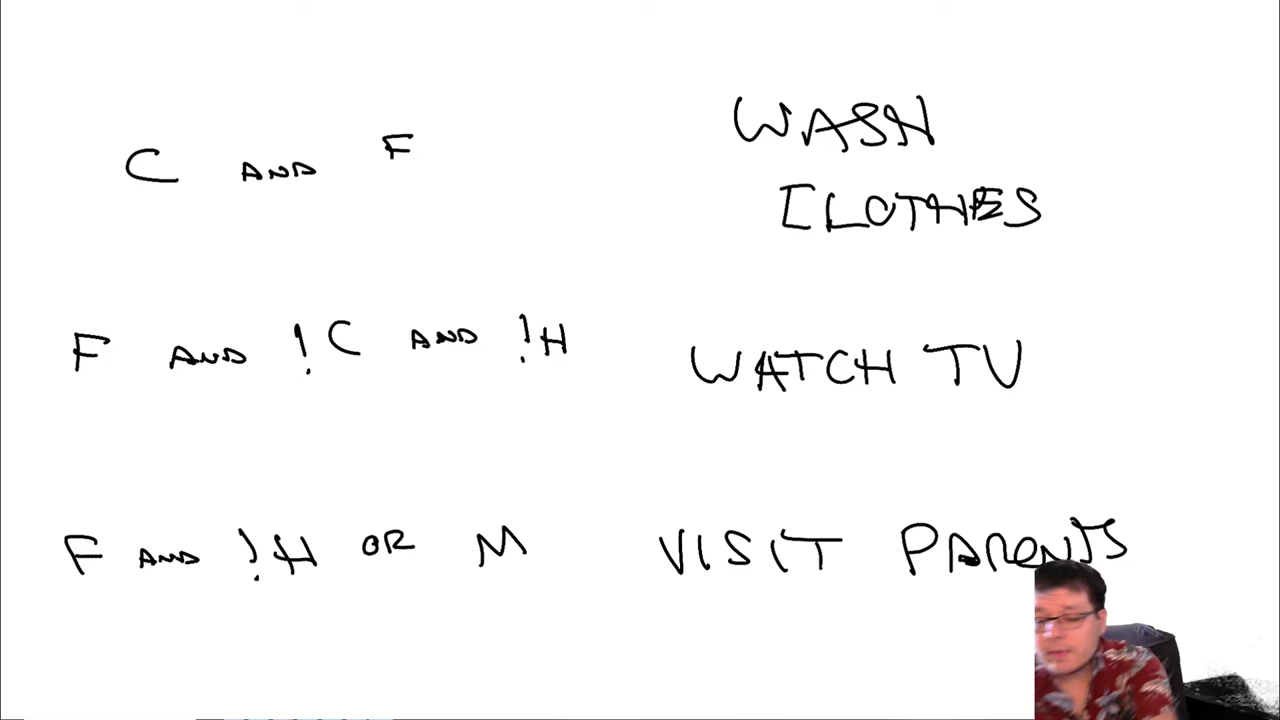 C AND F
WASH
CLOTHES
F AND !C AND !H
WATCH TV
F AND !H OR M
VISIT PARENTS